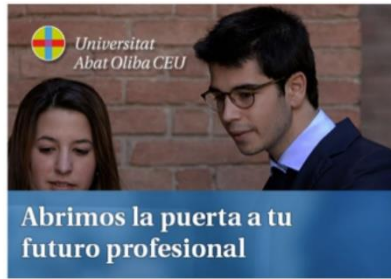 Universitat
Abat Oliba CEU
Abrimos la puerta a tu
futuro profesional